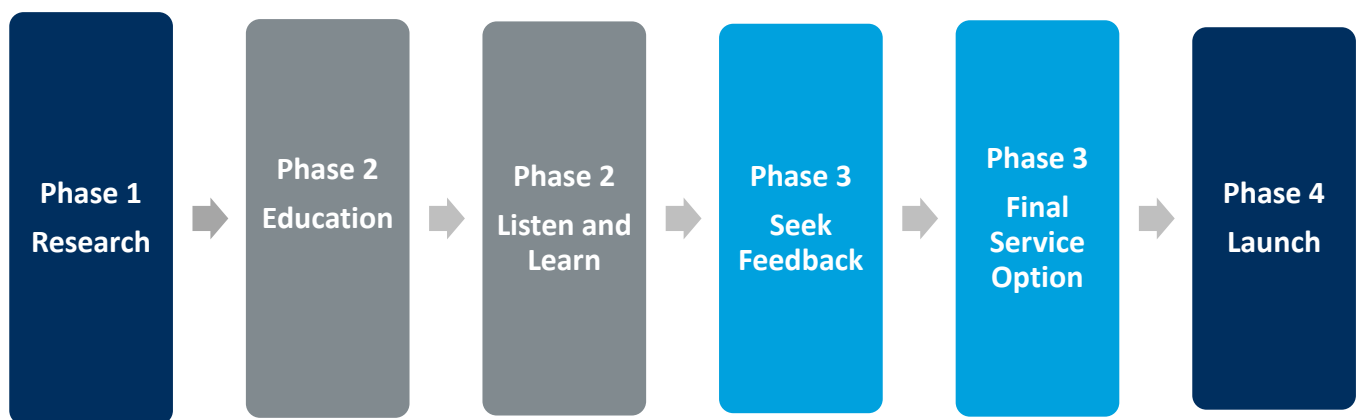 Phase 1
Research
Phase 2
Education
Phase 2
Listen and
Learn
Phase 3
Seek
Feedback
Phase 3
Final
Service
Option
Phase 4
Launch